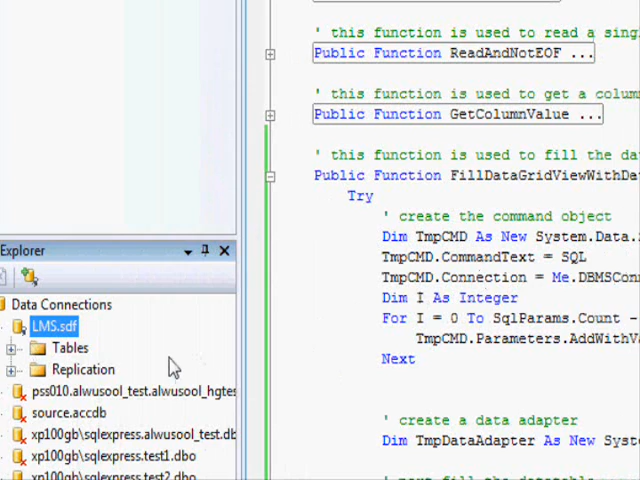 ' this function is used to read a sing
Public Function ReadAndNotEOF ...
' this function is used to get a colum
Public Function GetColumnValue ...
' this function is used to fill the da
Public Function FillDataGridViewWithDa
Try
' create the command object
Dim TmpCMD As New System.Data.
TmpCMD.CommandText = SQL
TmpCMD.Connection = Me.DBMSConn
Dim I As Integer
For I = 0 To SqlParams.Count -
TmpCMD.Parameters.AddWithVa
Next
' create a data adapter
Dim TmpDataAdapter As New Syste
Explorer
Data Connections
LMS.sdf
Tables
Replication
pss010.alwusool_test.alwusool_hgtes
source.accdb
xp100gb\sqlexpress.alwusool_test.db
xp100gb\sqlexpress.test1.dbo
xp100gb\sqlexpress.test2.dbo